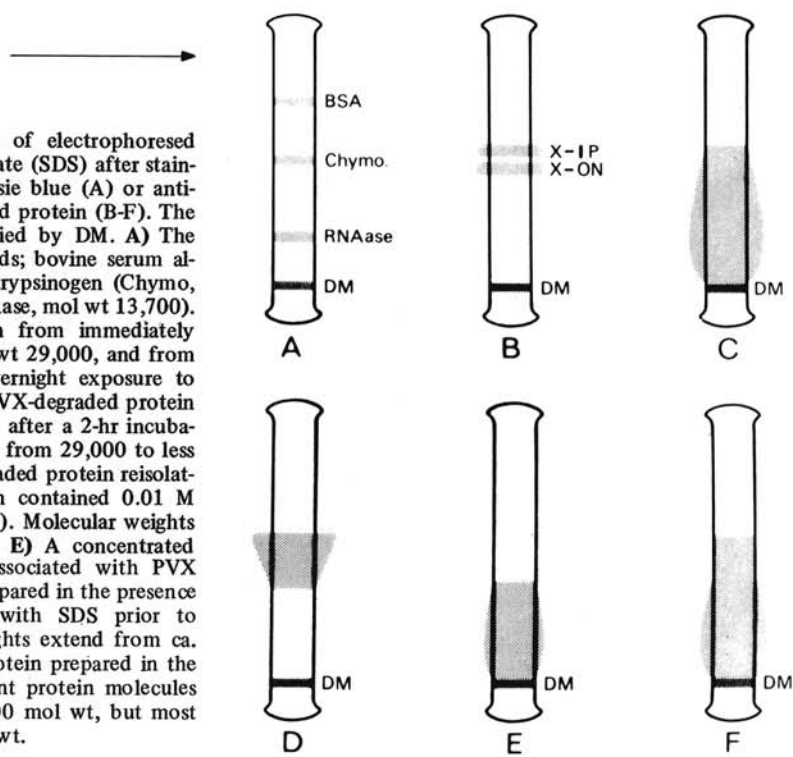 of electrophoresed
ate (SDS) after stain-
sie blue (A) or anti-
d protein (B-F). The
ied by DM. A) The
ds; bovine serum al-
rypsinogen (Chymo,
ase, mol wt 13,700).
n from immediately
wt 29,000, and from
vernight exposure to
VX-degraded protein
after a 2-hr incuba-
from 29,000 to less
aded protein reisolat-
n contained 0.01 M
). Molecular weights
E) A concentrated
ssociated with PVX
pared in the presence
with SDS prior to
ghts extend from ca.
otein prepared in the
nt protein molecules
00 mol wt, but most
wt.
BSA
Chymo.
RNAase
DM
A
X-IP
X-ON
DM
B
DM
C
DM
D
DM
E
DM
F